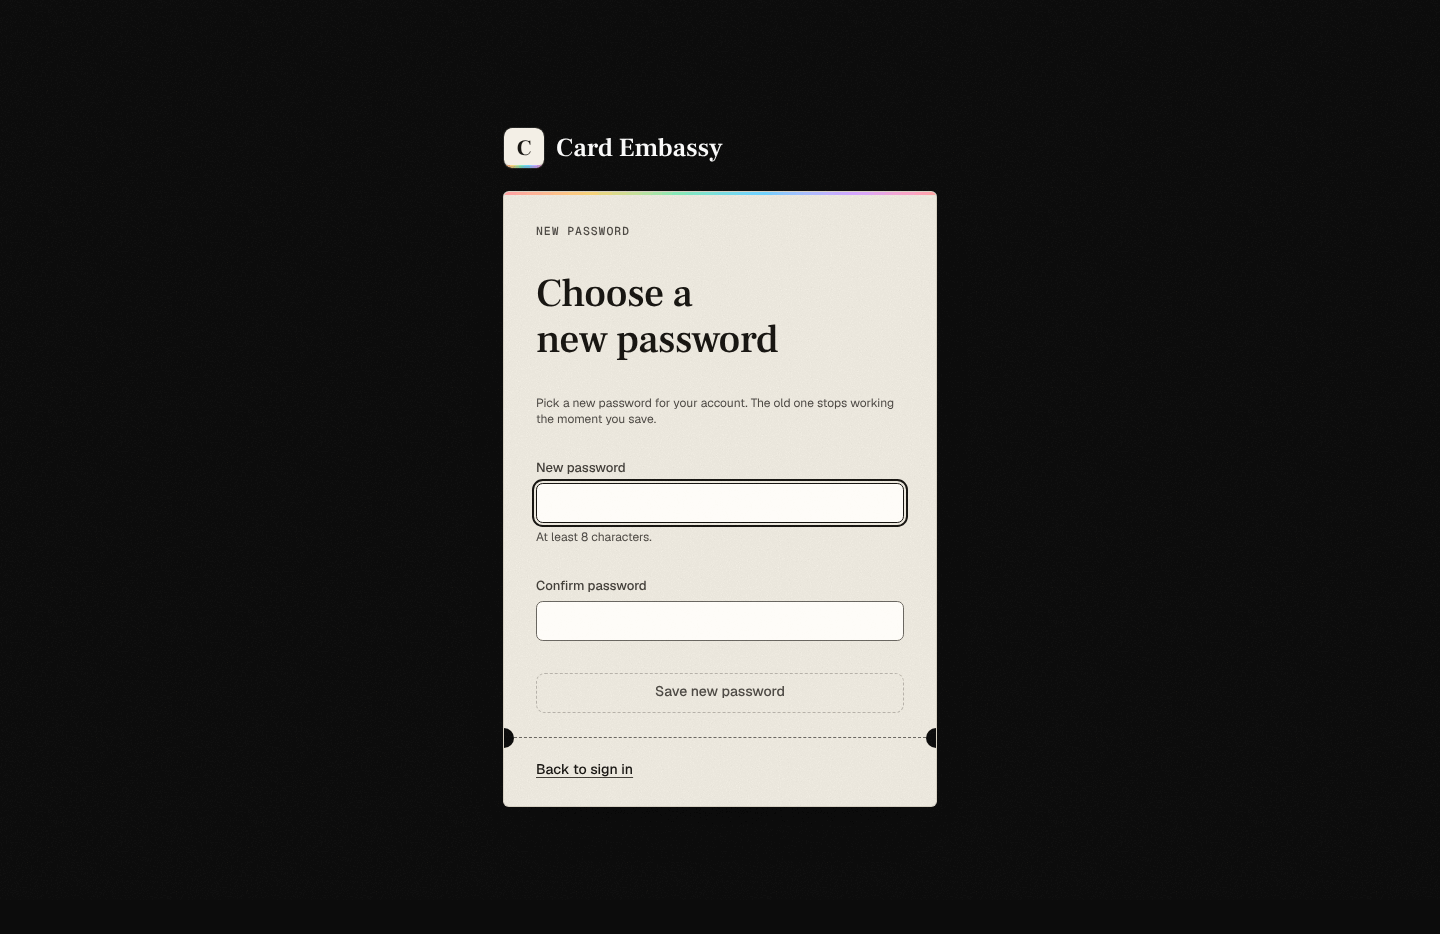 C
Card Embassy
NEW PASSWORD
Choose a
new password
Pick a new password for your account. The old one stops working
the moment you save.
New password
At least 8 characters.
Confirm password
Save new password
Back to sign in